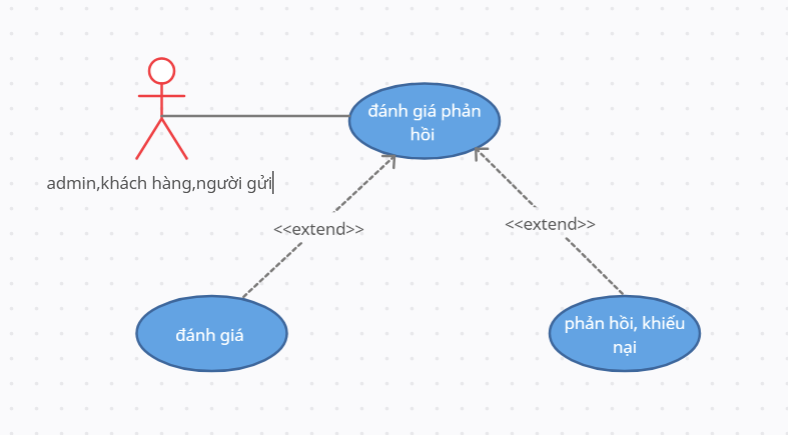 đánh giá phản
hồi
admin,khách hàng,người gửi
<<extend>>
<<extend>>
đánh giá
phản hồi, khiếu
nại